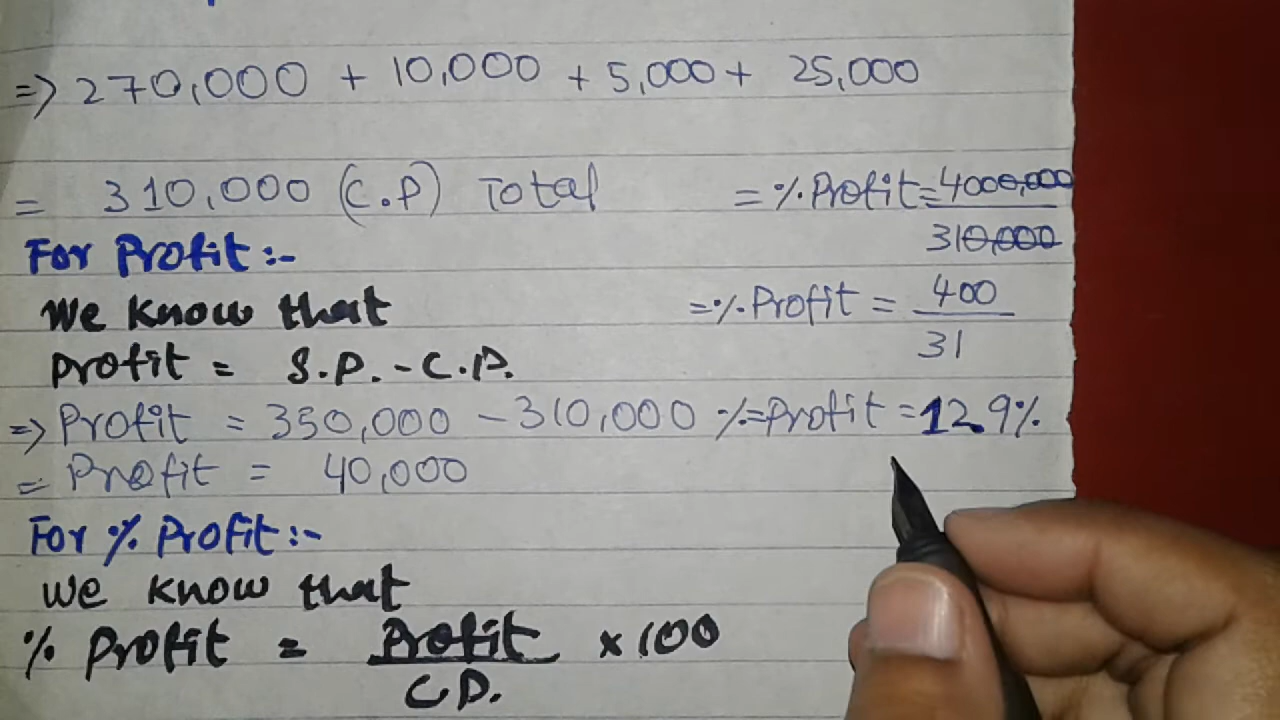 => 270,000 + 10,000 + 5,000 + 25,000
= 310,000 (C.P) Total
For Profit:-
We know that
Profit = S.P. - C.P.
=> Profit = 350,000 - 310,000
= Profit = 40,000
For % Profit:-
We know that
% Profit = Profit × 100
C.P.
= % Profit = 4000,000
310,000
= % Profit = 400
31
% = Profit = 12.9%